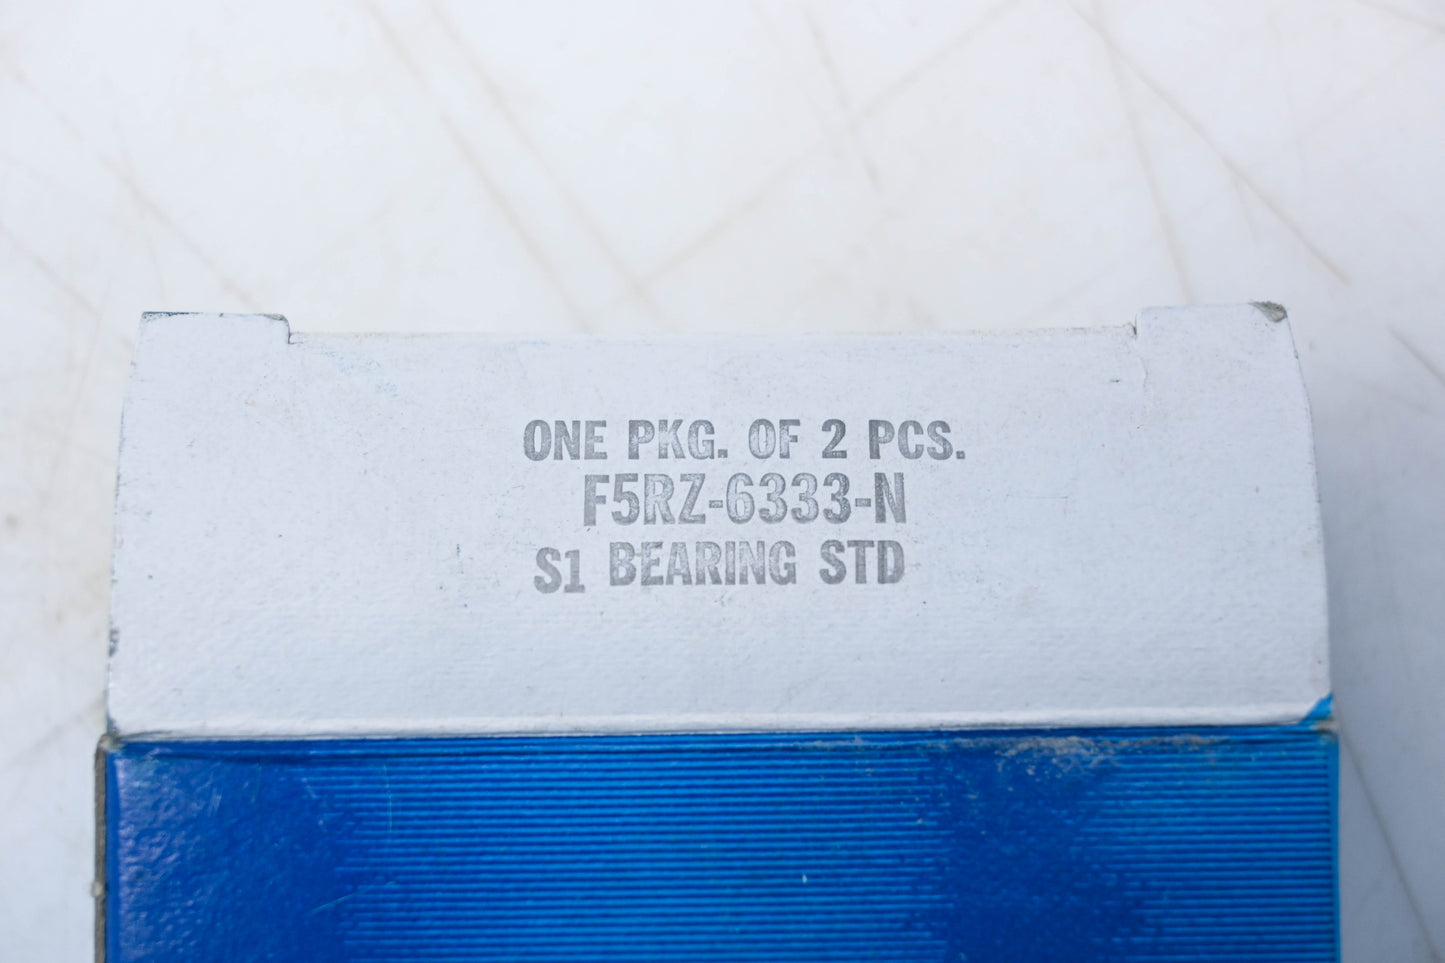 ONE PKG. OF 2 PCS.
F5RZ-6333-N
S1 BEARING STD